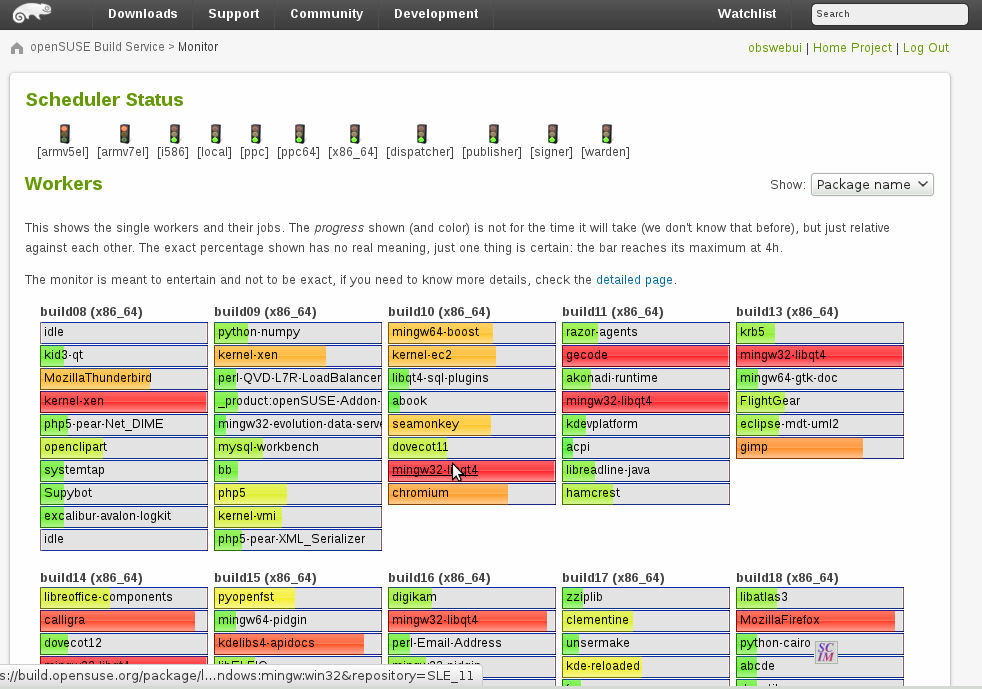 Downloads Support Community Development Watchlist Search
openSUSE Build Service > Monitor obswebui | Home Project | Log Out
Scheduler Status
[armv5el] [armv7el] [i586] [local] [ppc] [ppc64] [x86_64] [dispatcher] [publisher] [signer] [warden]
Workers Show: Package name
This shows the single workers and their jobs. The progress shown (and color) is not for the time it will take (we don't know that before), but just relative
against each other. The exact percentage shown has no real meaning, just one thing is certain: the bar reaches its maximum at 4h.
The monitor is meant to entertain and not to be exact, if you need to know more details, check the detailed page.
build08 (x86_64) build09 (x86_64) build10 (x86_64) build11 (x86_64) build13 (x86_64)
idle python-numpy mingw64-boost razor-agents krb5
kid3-qt kernel-xen kernel-ec2 gecode mingw32-libqt4
MozillaThunderbird perl-QVD-L7R-LoadBalancer libqt4-sql-plugins akonadi-runtime mingw64-gtk-doc
kernel-xen _product:openSUSE-Addon- abook mingw32-libqt4 FlightGear
php5-pear-Net_DIME mingw32-evolution-data-serve seamonkey kdevplatform eclipse-mdt-uml2
openclipart mysql-workbench dovecot11 acpi gimp
systemtap bb mingw32-libqt4 libreadline-java
Supybot php5 chromium hamcrest
excalibur-avalon-logkit kernel-vmi
idle php5-pear-XML_Serializer
build14 (x86_64) build15 (x86_64) build16 (x86_64) build17 (x86_64) build18 (x86_64)
libreoffice-components pyopenfst digikam zziplib libatlas3
calligra mingw64-pidgin mingw32-libqt4 clementine MozillaFirefox
dovecot12 kdelibs4-apidocs perl-Email-Address unsermake python-cairo SCIM
kde-reloaded abcde
s://build.opensuse.org/package/l...ndows:mingw:win32&repository=SLE_11